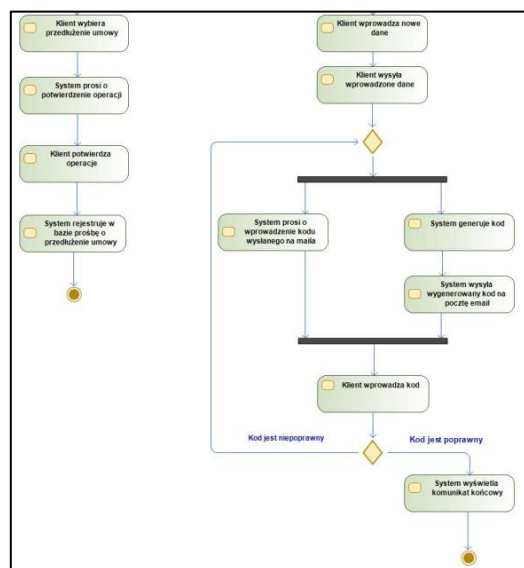 Klient wybiera
przedłużenie umowy
System prosi o
potwierdzenie operacji
Klient potwierdza
operacje
System rejestruje w
bazie prośbę o
przedłużenie umowy
Klient wprowadza nowe
dane
Klient wysyła
wprowadzone dane
System prosi o
wprowadzenie kodu
wysłanego na maila
System generuje kod
System wysyła
wygenerowany kod na
pocztę email
Klient wprowadza kod
Kod jest niepoprawny
Kod jest poprawny
System wyświetla
komunikat końcowy